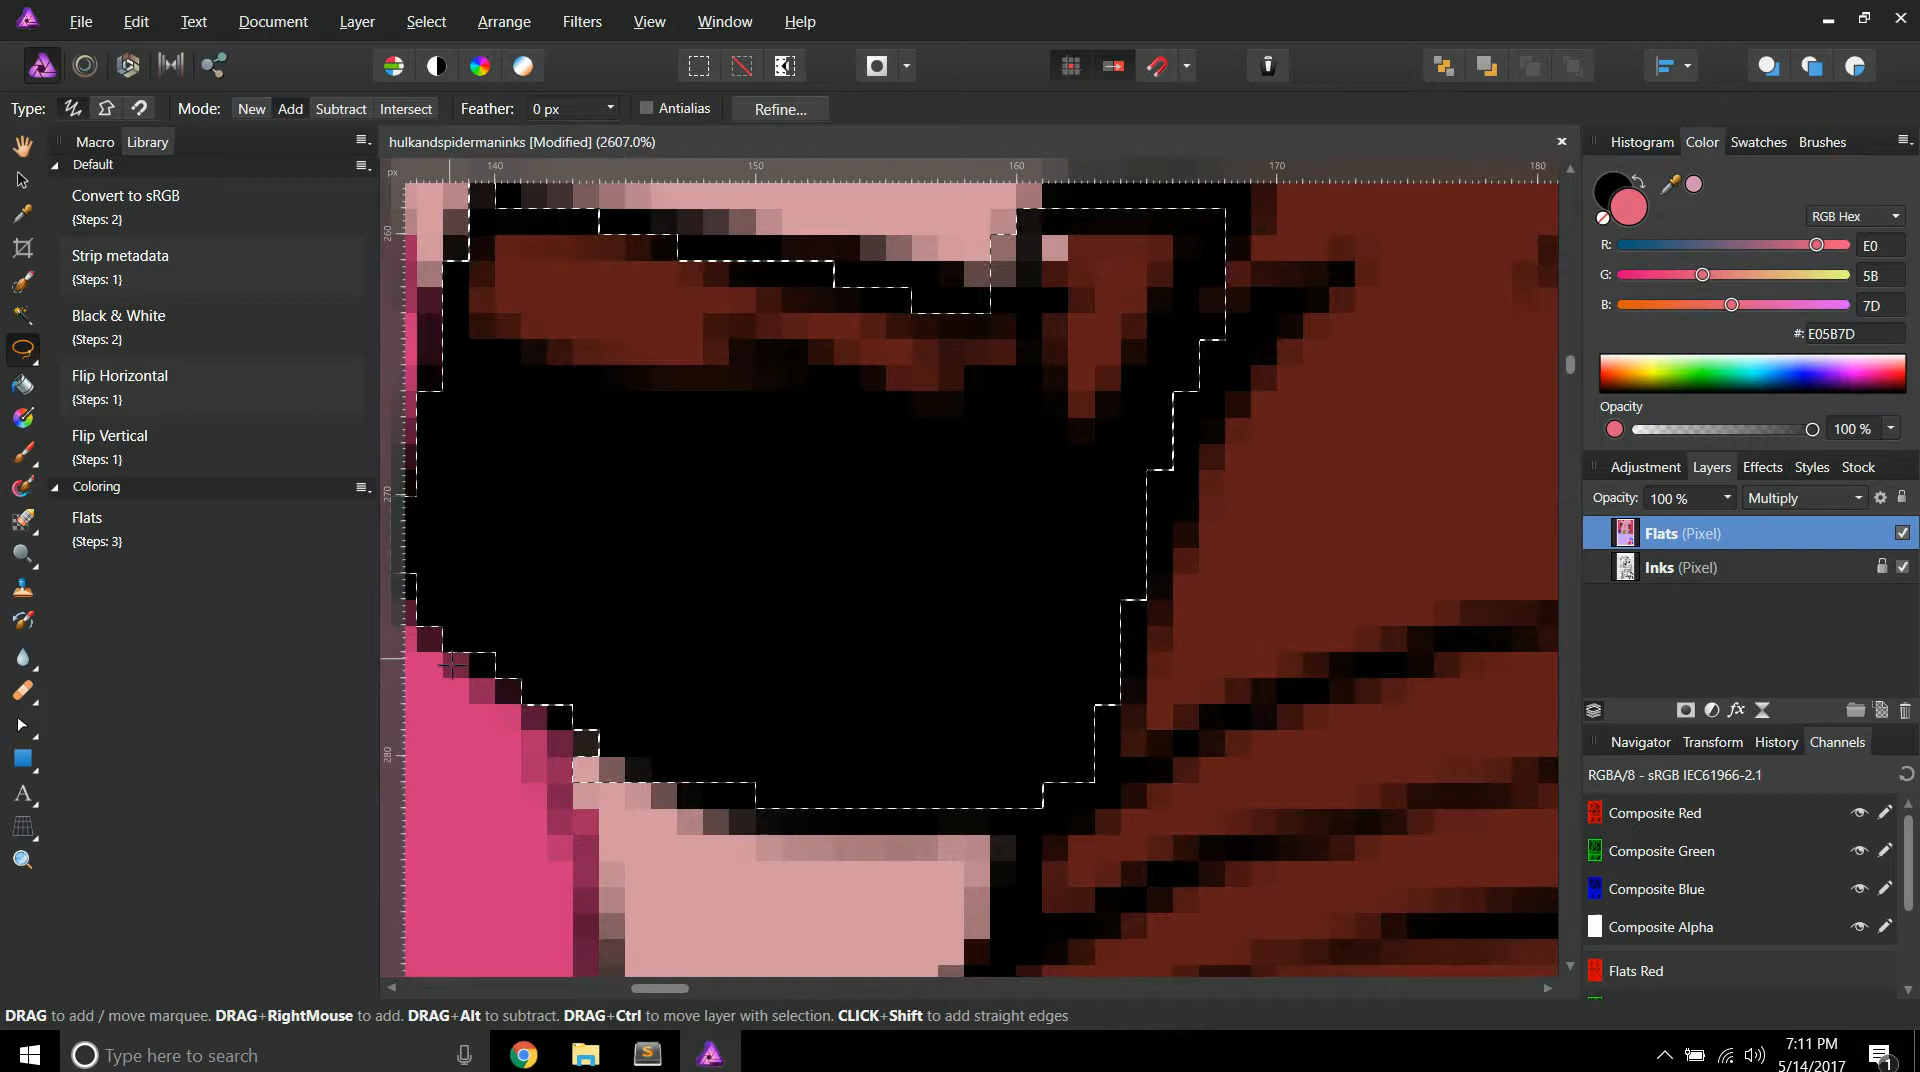 File Edit Text Document Layer Select Arrange Filters View Window Help
Type: Mode: New Add Subtract Intersect Feather: 0 px Antialias Refine...
Macro Library
hulkandspidermaninks [Modified] (2607.0%)
Histogram Color Swatches Brushes
Default
px 140 150 160 170 180
Convert to sRGB
{Steps: 2}
RGB Hex
260
R: E0
Strip metadata
{Steps: 1}
G: 5B
B: 7D
Black & White
{Steps: 2}
#: E05B7D
Flip Horizontal
{Steps: 1}
Opacity
100 %
Flip Vertical
{Steps: 1}
Adjustment Layers Effects Styles Stock
Coloring
270
Opacity: 100 % Multiply
Flats
{Steps: 3}
Flats (Pixel)
Inks (Pixel)
fx
280
Navigator Transform History Channels
RGBA/8 - sRGB IEC61966-2.1
A
Composite Red
Composite Green
Composite Blue
Composite Alpha
Flats Red
DRAG to add / move marquee. DRAG+RightMouse to add. DRAG+Alt to subtract. DRAG+Ctrl to move layer with selection. CLICK+Shift to add straight edges
Type here to search
S
7:11 PM
5/14/2017
1